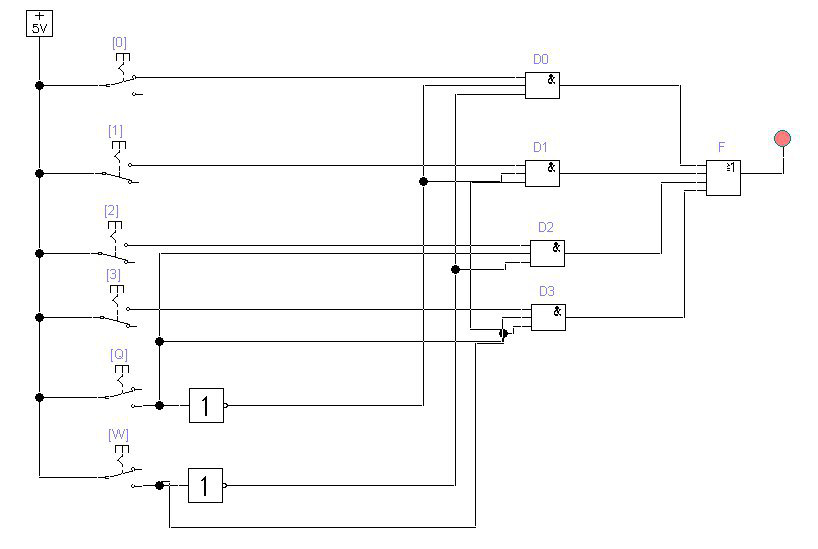 +
5V
[0]
D0
&
[1]
D1
&
F
≥1
[2]
D2
&
[3]
D3
&
[Q]
1
[W]
1